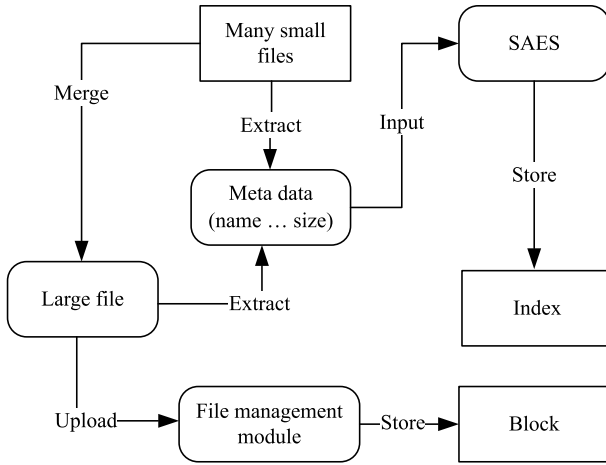 Many small
files
SAES
Merge
Extract
Input
Meta data
(name ... size)
Store
Large file
Extract
Index
Upload
File management
module
Store
Block